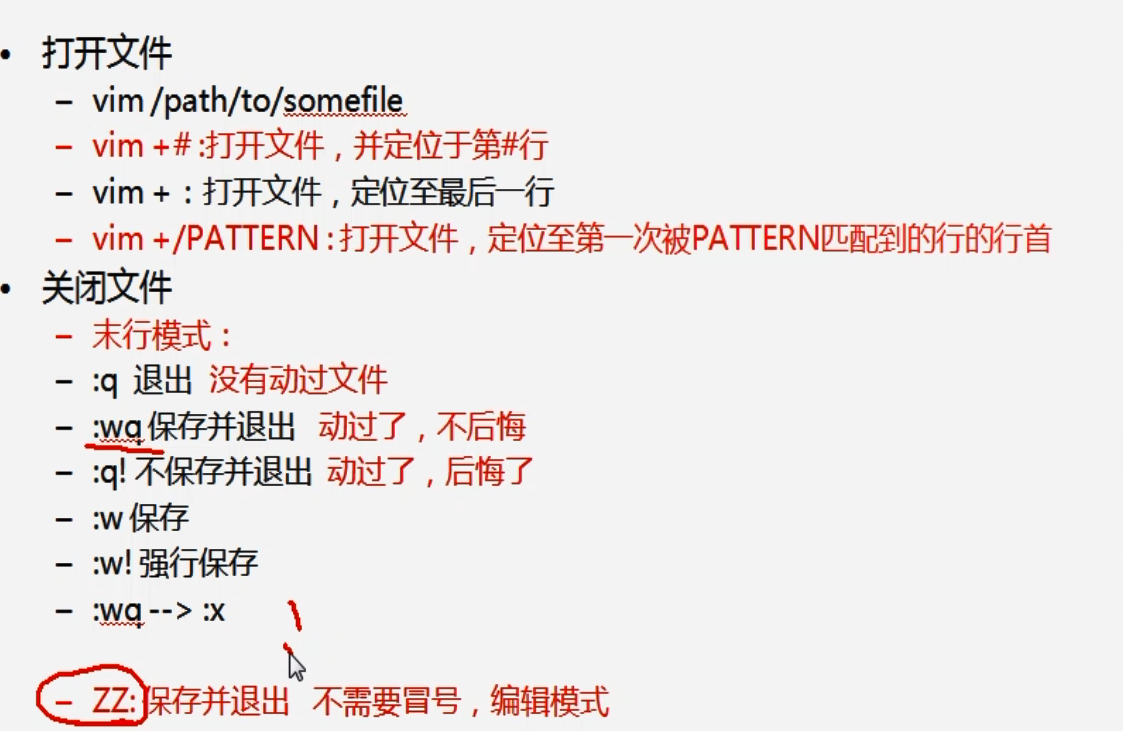 • 打开文件
– vim /path/to/somefile
– vim +# :打开文件，并定位于第#行
– vim +：打开文件，定位至最后一行
– vim +/PATTERN : 打开文件，定位至第一次被PATTERN匹配到的行的行首
• 关闭文件
– 末行模式：
– :q 退出 没有动过文件
– :wq 保存并退出 动过了，不后悔
– :q! 不保存并退出 动过了，后悔了
– :w 保存
– :w! 强行保存
– :wq --> :x
– ZZ: 保存并退出 不需要冒号，编辑模式